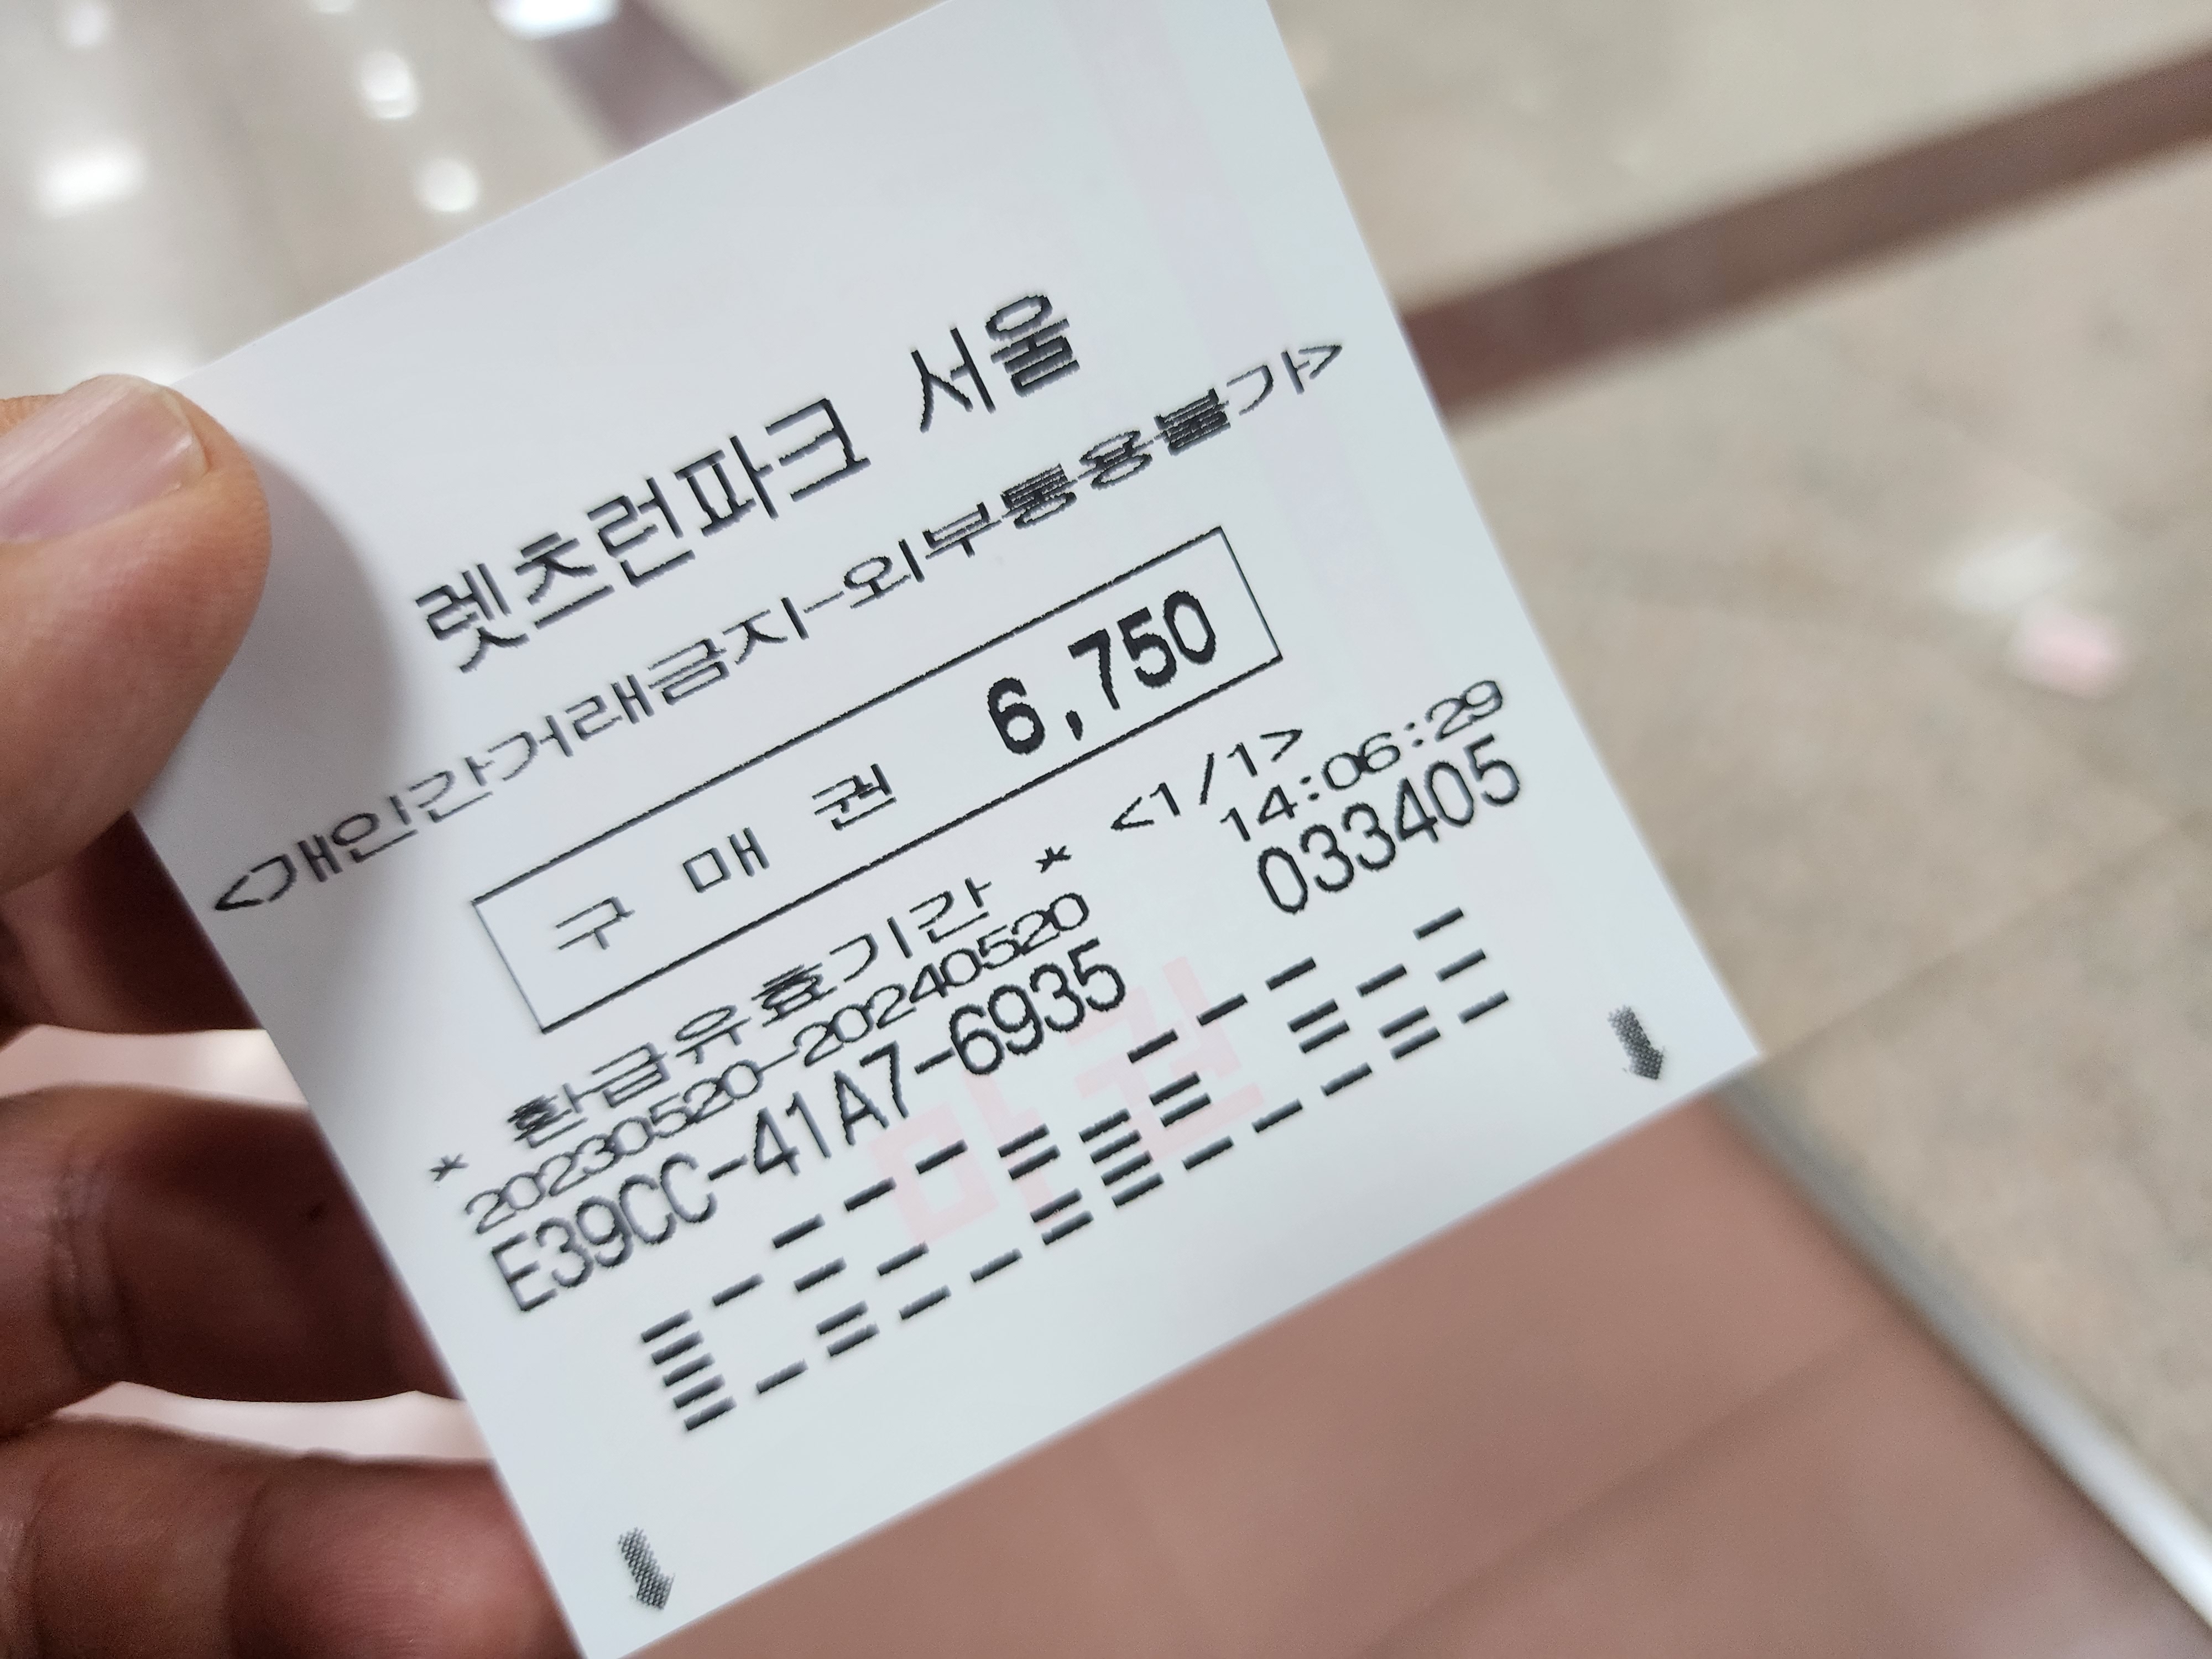 렛츠런파크 서울
<개인간거래금지-외부통용불가>
구 매 권 6,750
* 환급유효기간 * <1/1>
20230520-20240520 14:06:29
E39CC-41A7-6935 033405
마권